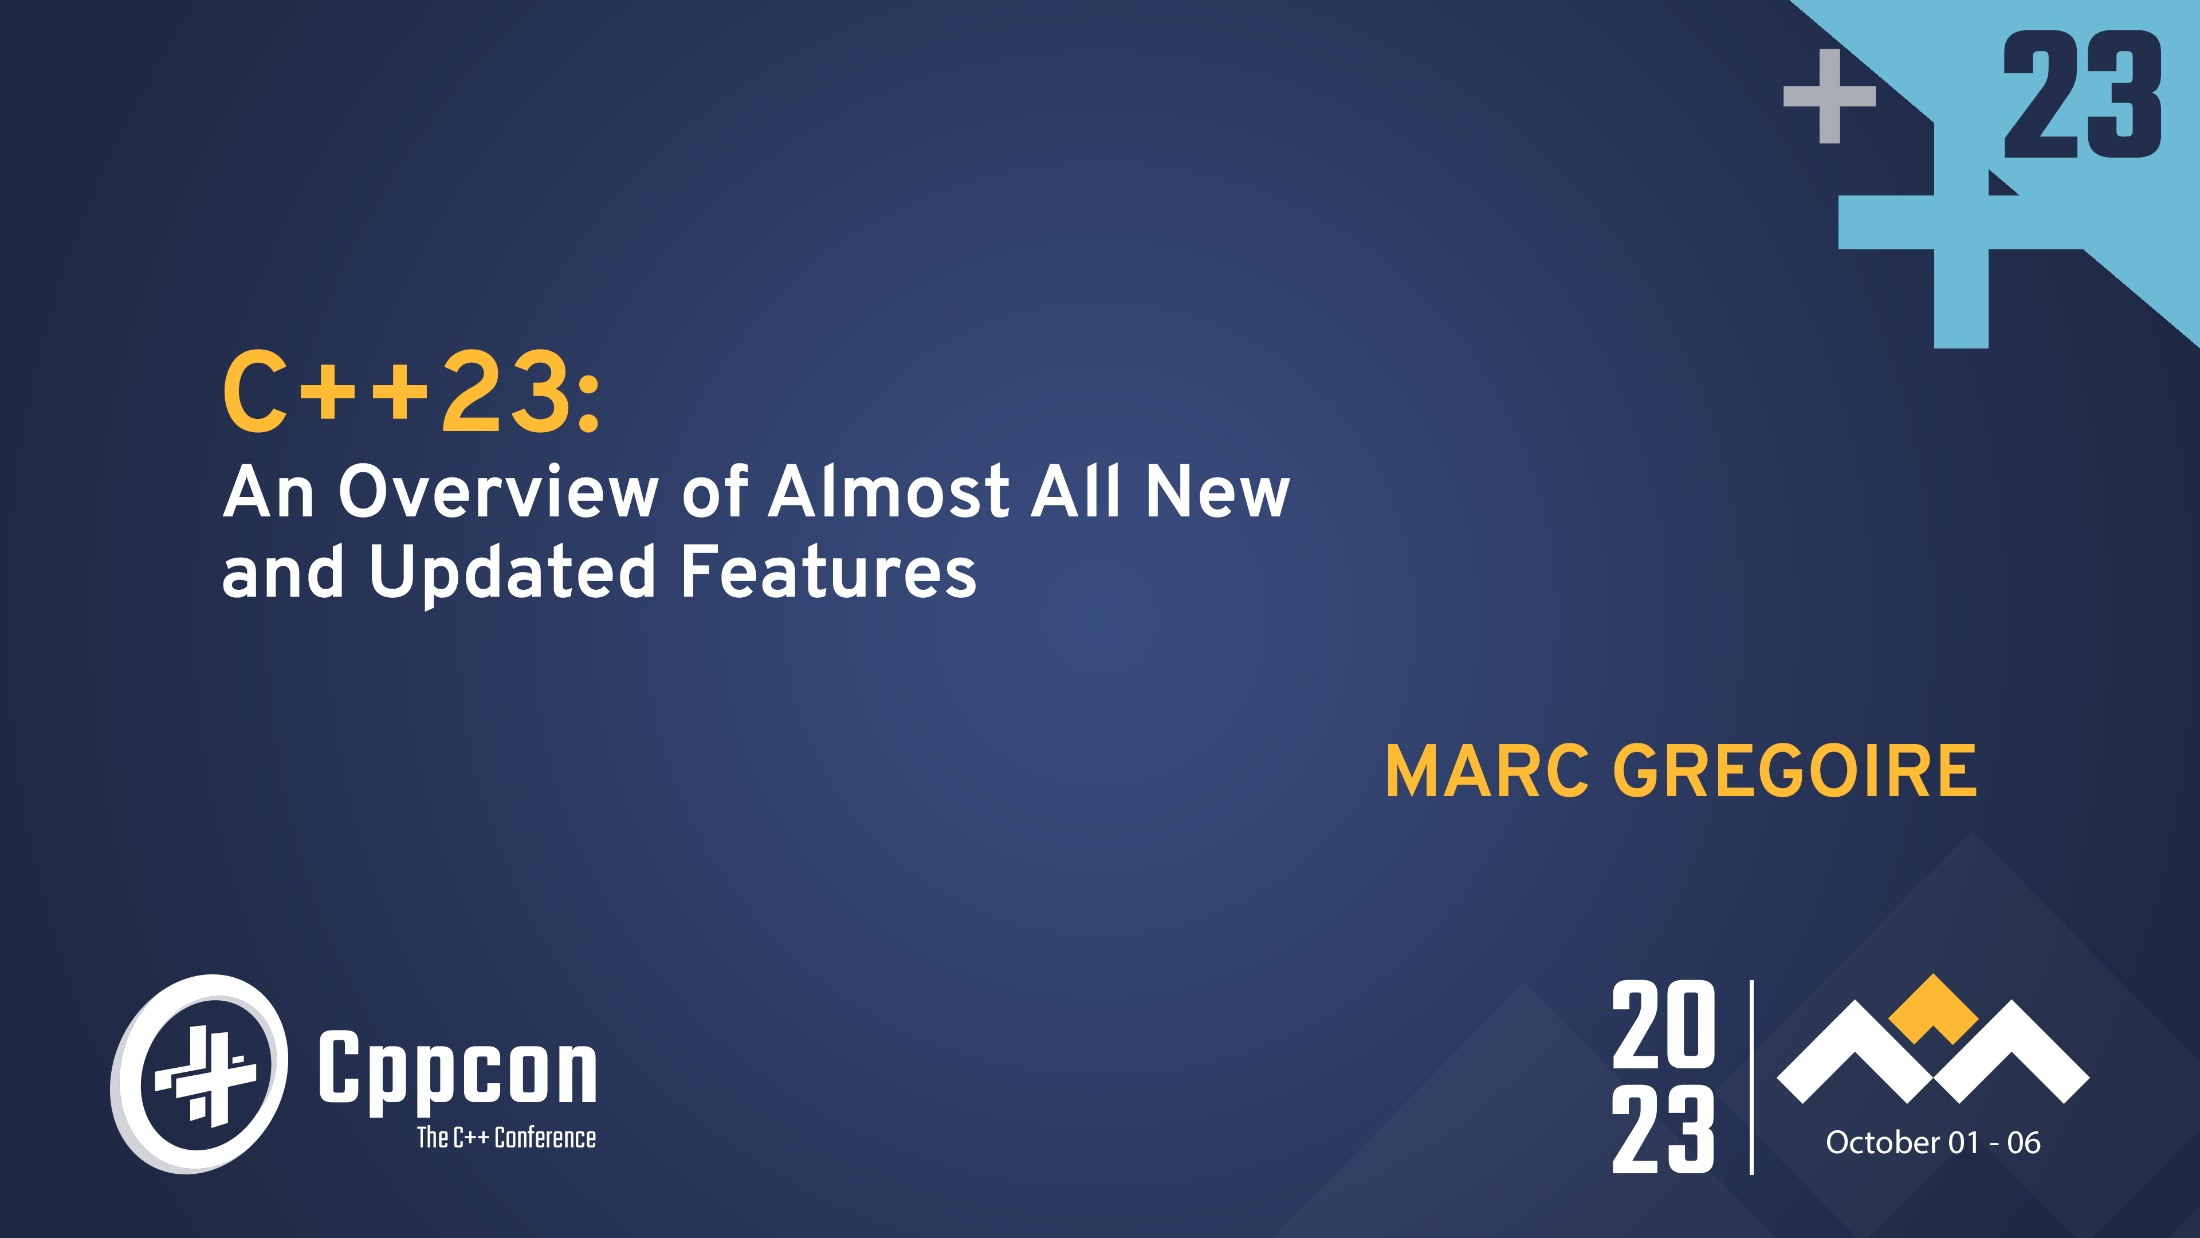 23
C++23:
An Overview of Almost All New
and Updated Features
MARC GREGOIRE
Cppcon
The C++ Conference
20
23
October 01 - 06